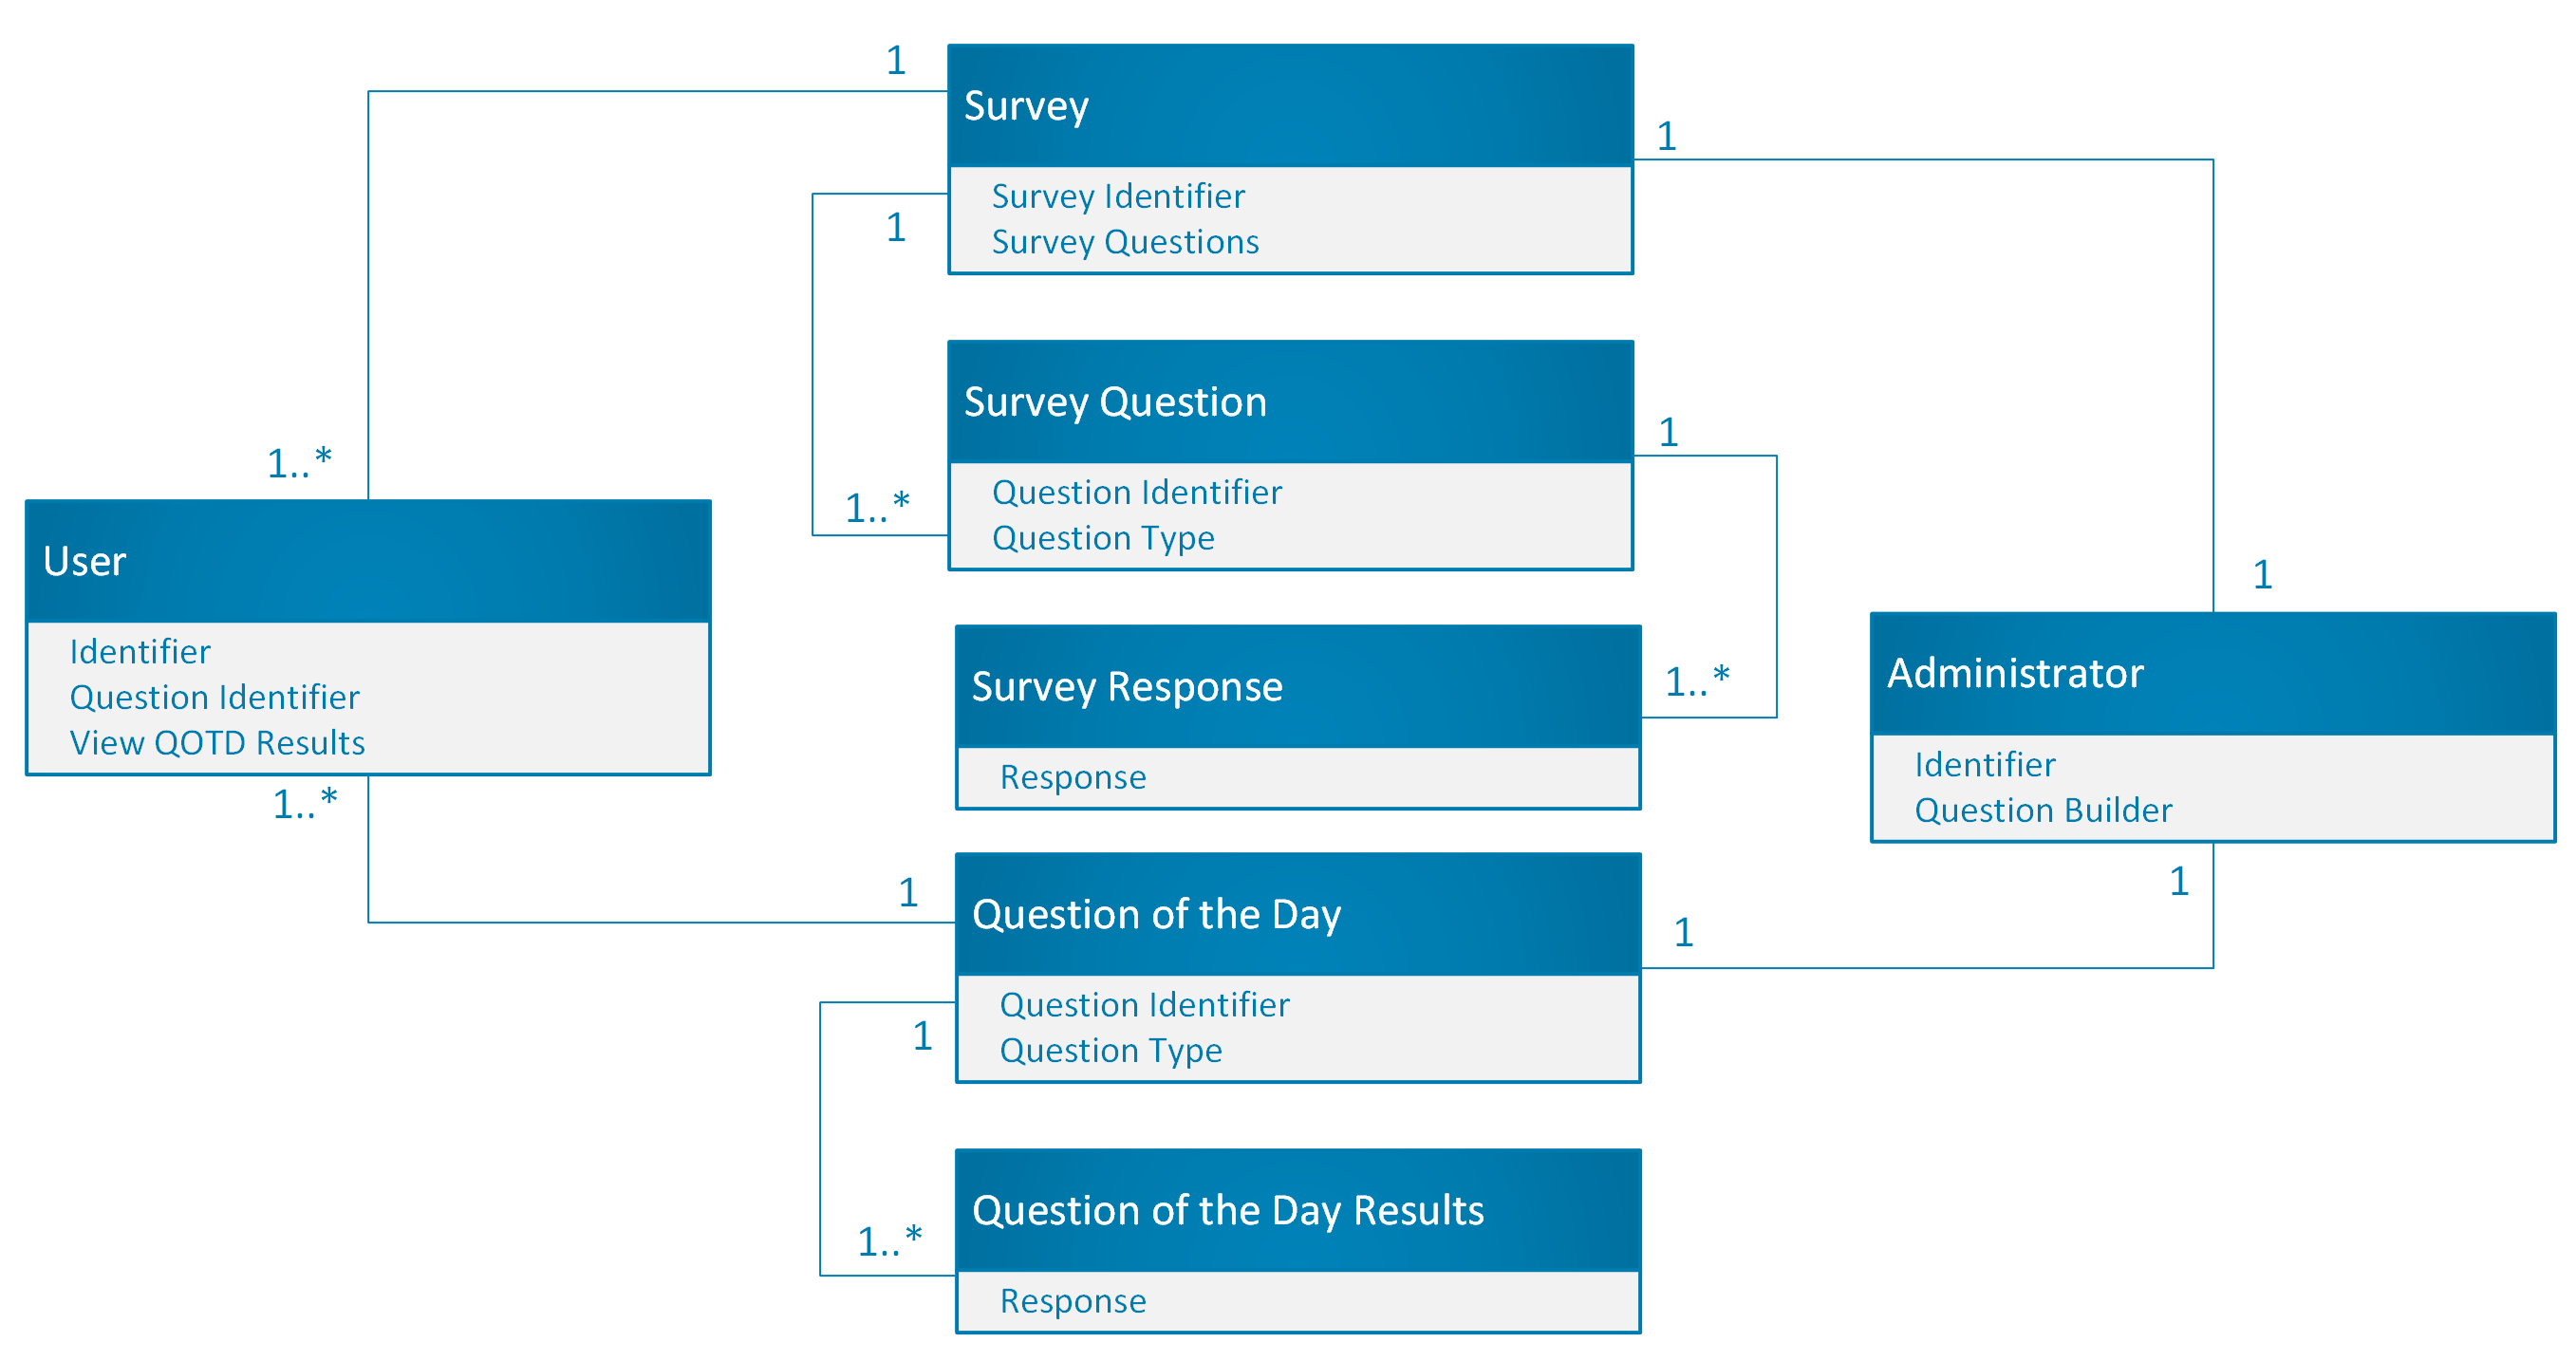 1
Survey
1
Survey Identifier
1
Survey Questions
Survey Question
1
1..*
Question Identifier
1..*
Question Type
User
1
Identifier
Question Identifier
View QOTD Results
1..*
Survey Response
1..*
Response
Administrator
Identifier
Question Builder
1
1
Question of the Day
1
Question Identifier
1
Question Type
Question of the Day Results
1..*
Response